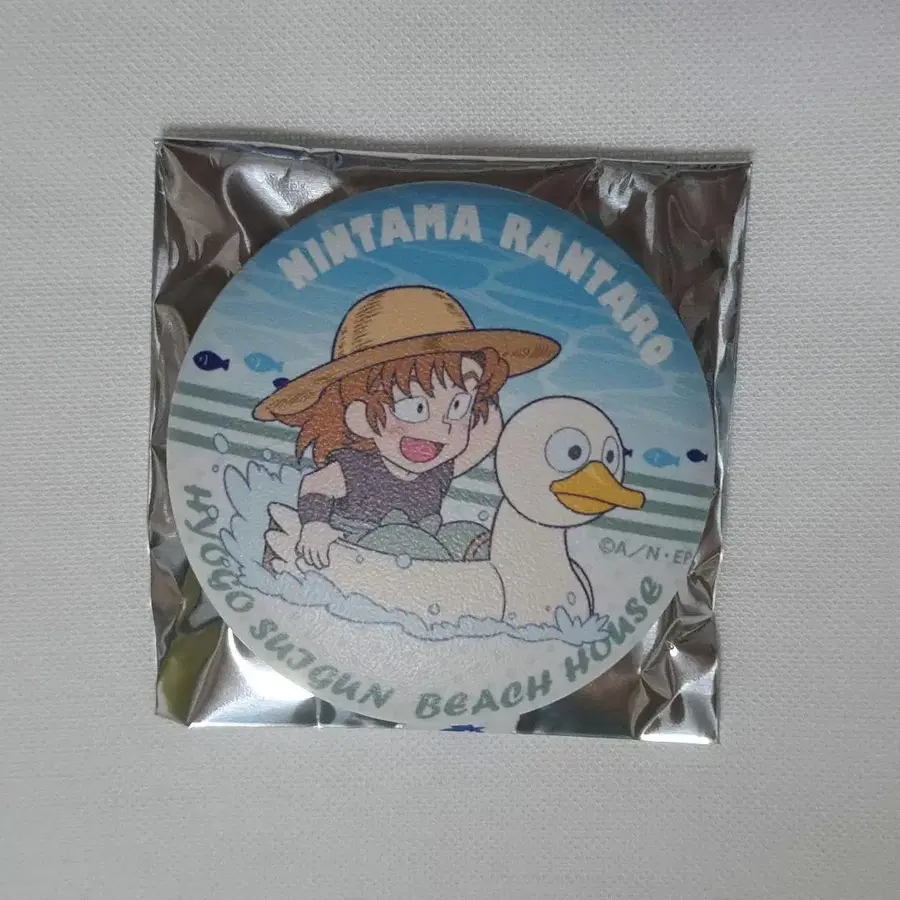 NINTAMA RANTARO
©A/N・EP
HYOGO SUIGUN BEACH HOUSE